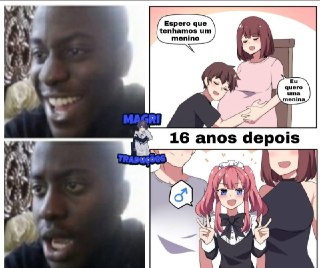 Espero que
tenhamos um
menino
Eu
quero
uma
menina
MAGRI
TRADUÇÕES
16 anos depois
♂